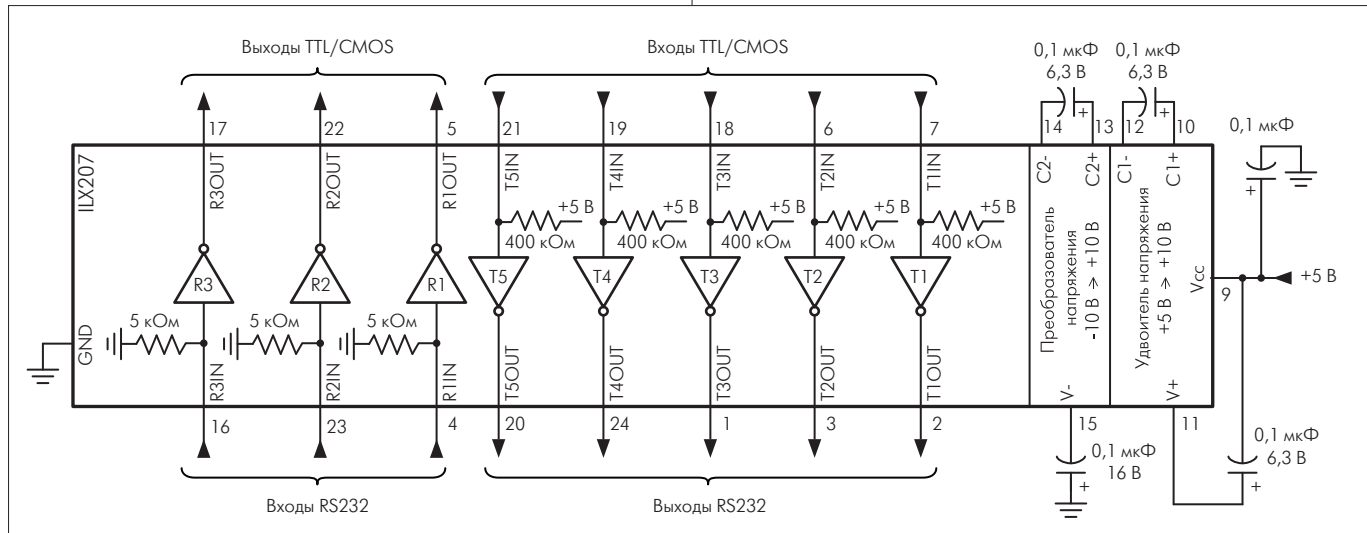 Выходы TTL/CMOS
Входы TTL/CMOS
0,1 мкФ
6,3 В
0,1 мкФ
6,3 В
0,1 мкФ
17
22
5
21
19
18
6
7
14
+
13
12
+
10
+
ILX207
R3OUT
R2OUT
R1OUT
T5IN
T4IN
T3IN
T2IN
T1IN
C2-
C2+
C1-
C1+
+5 В
400 кОм
+5 В
400 кОм
+5 В
400 кОм
+5 В
400 кОм
+5 В
400 кОм
R3
R2
R1
T5
T4
T3
T2
T1
Преобразователь
напряжения
-10 В → +10 В
Удвоитель напряжения
+5 В → +10 В
Vcc
9
+5 В
GND
5 кОм
5 кОм
5 кОм
R3IN
R2IN
R1IN
T5OUT
T4OUT
T3OUT
T2OUT
T1OUT
V-
V+
16
23
4
20
24
1
3
2
15
11
0,1 мкФ
16 В
+
0,1 мкФ
6,3 В
+
Входы RS232
Выходы RS232